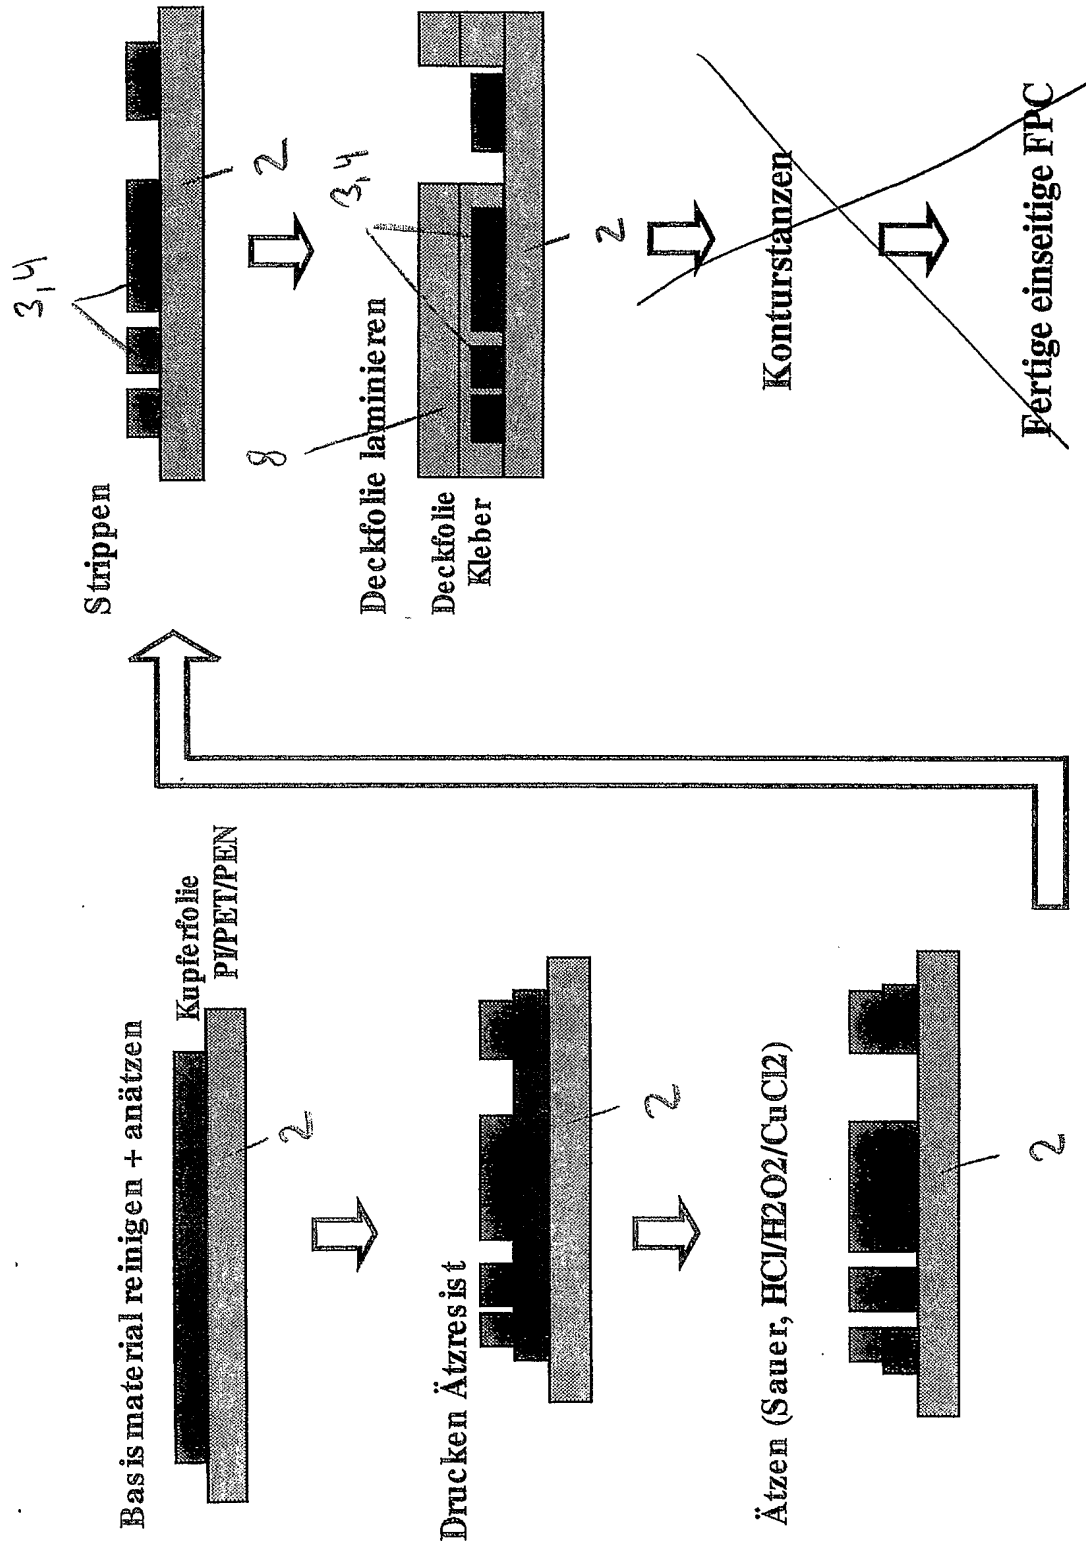 Basismaterial reinigen + anätzen
Kupferfolie
PI/PET/PEN
2
Drucken Ätzresist
2
Ätzen (Sauer, HCl/H2O2/CuCl2)
2
Strippen
3,4
2
Deckfolie laminieren
8
3,4
Deckfolie
Kleber
2
Konturstanzen
Fertige einseitige FPC